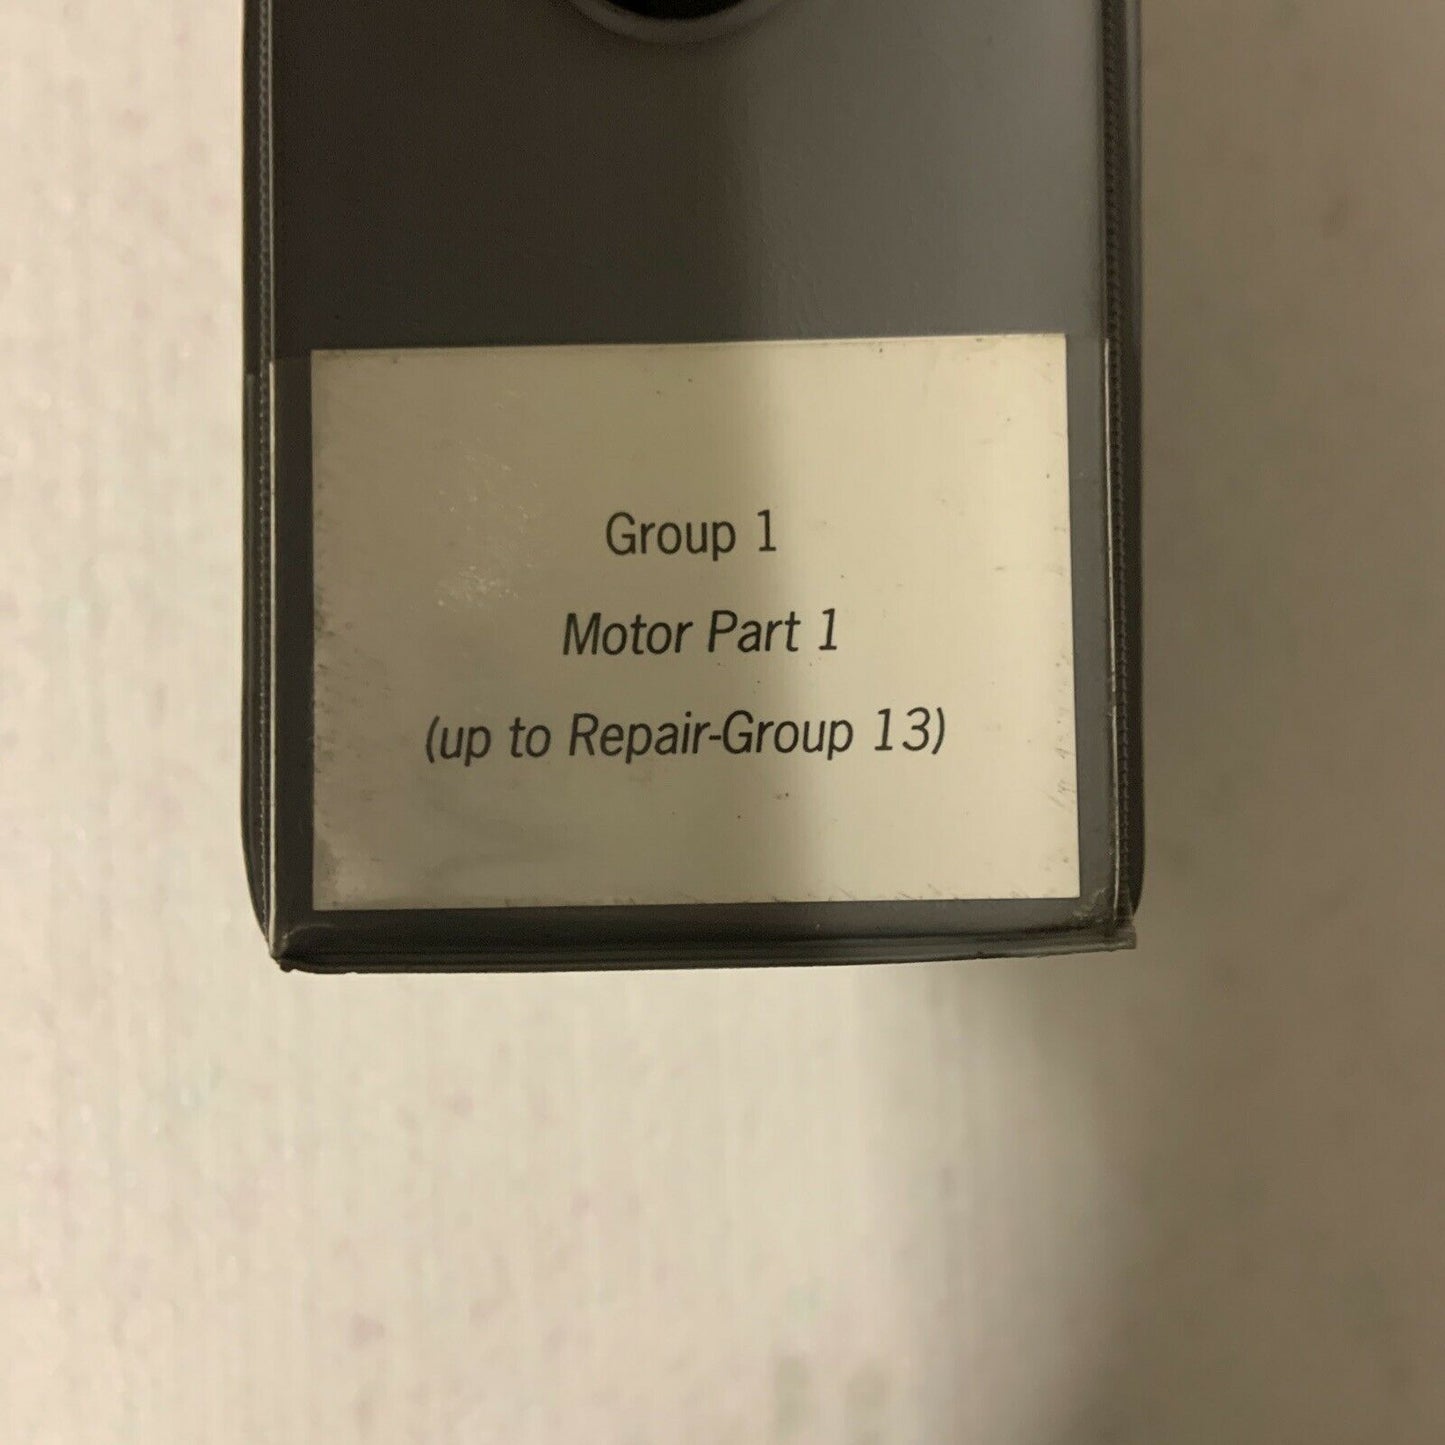 Group 1
Motor Part 1
(up to Repair-Group 13)